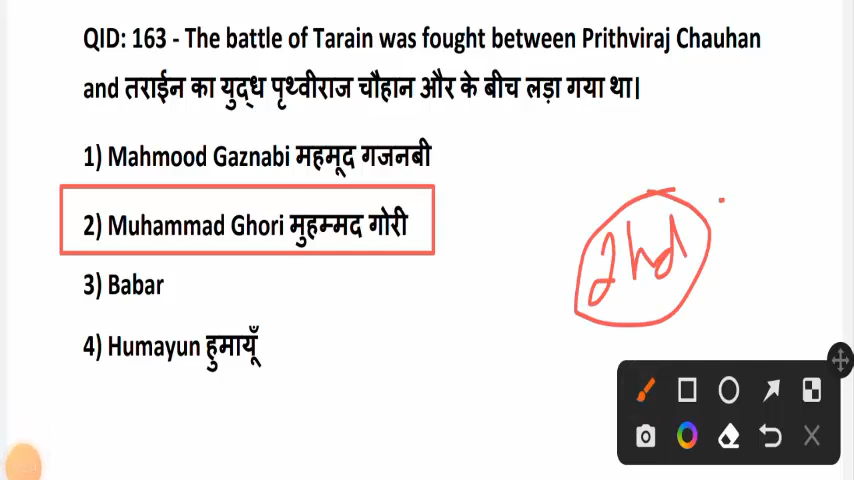 QID: 163 - The battle of Tarain was fought between Prithviraj Chauhan
and तराईन का युद्ध पृथ्वीराज चौहान और के बीच लड़ा गया था।
1) Mahmood Gaznabi महमूद गजनबी
2) Muhammad Ghori मुहम्मद गोरी
2nd
3) Babar
4) Humayun हुमायूँ